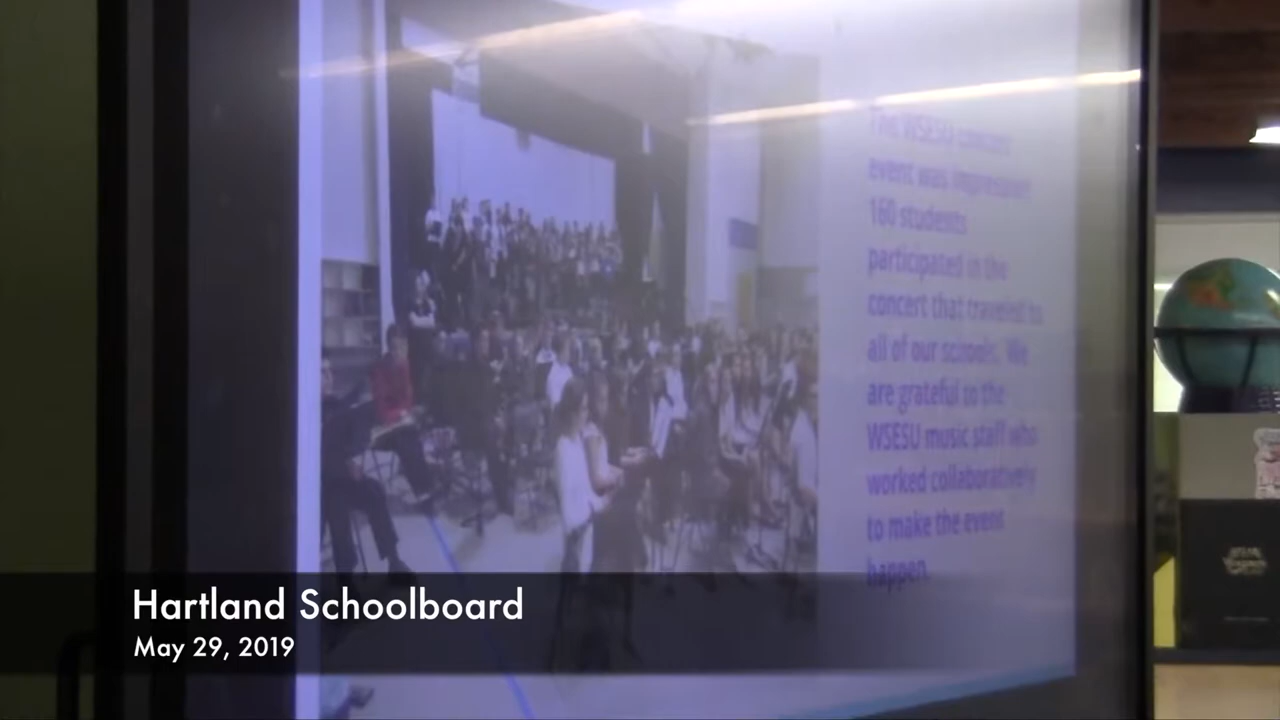 The WSESU concert
event was impressive!
160 students
participated in the
concert that traveled to
all of our schools. We
are grateful to the
WSESU music staff who
worked collaboratively
to make the event
happen.
Hartland Schoolboard
May 29, 2019